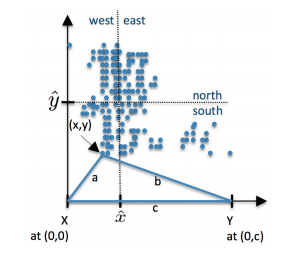 west east
ŷ
north
south
(x,y)
a
b
c
X
x̂
Y
at (0,0)
at (0,c)